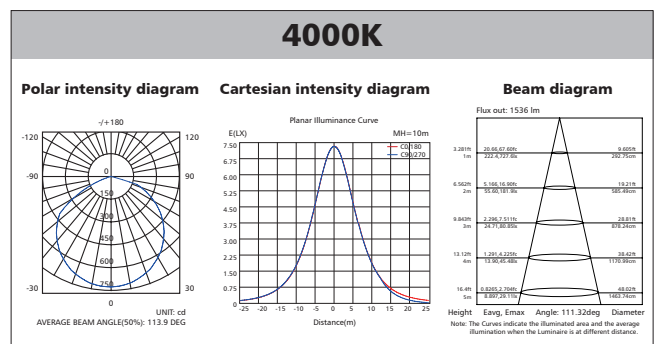 4000K
Polar intensity diagram
Cartesian intensity diagram
Beam diagram
-/+180
-120
120
-90
90
-30
30
0
0
150
300
450
600
750
UNIT: cd
AVERAGE BEAM ANGLE(50%): 113.9 DEG
Planar Illuminance Curve
E(LX)
MH=10m
C0/180
C90/270
7.50
6.75
6.00
5.25
4.50
3.75
3.00
2.25
1.50
0.75
0
-25 -20 -15 -10 -5 0 5 10 15 20 25
Distance(m)
Flux out: 1536 lm
3.281ft 20.66,67.60fc 9.605ft
1m 222.4,727.6lx 292.75cm
6.562ft 5.166,16.90fc 19.21ft
2m 55.60,181.9lx 585.49cm
9.843ft 2.296,7.511fc 28.81ft
3m 24.71,80.85lx 878.24cm
13.12ft 1.291,4.225fc 38.42ft
4m 13.90,45.48lx 1170.99cm
16.4ft 0.8265,2.704fc 48.02ft
5m 8.897,29.11lx 1463.74cm
Height Eavg, Emax Angle: 111.32deg Diameter
Note: The Curves indicate the illuminated area and the average
illumination when the Luminaire is at different distance.